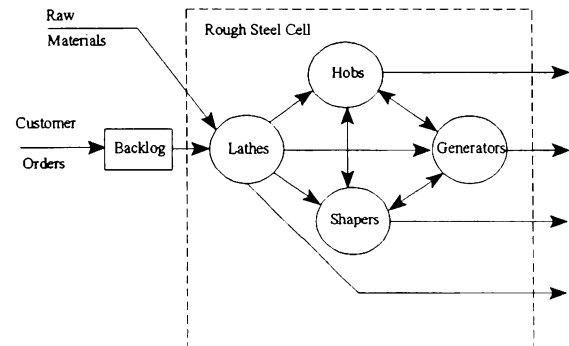 Raw
Materials
Rough Steel Cell
Hobs
Customer
Orders
Backlog
Lathes
Generators
Shapers